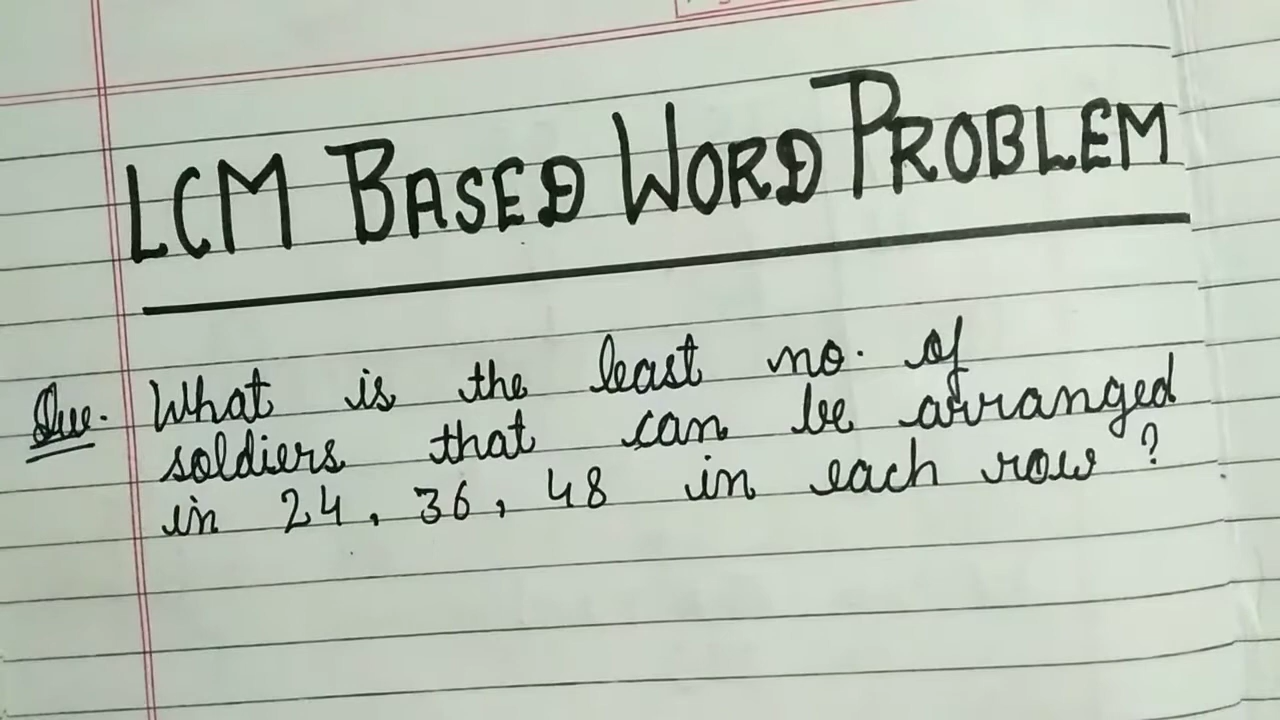 LCM BASED WORD PROBLEM
Que. What is the least no. of
soldiers that can be arranged
in 24, 36, 48 in each row?